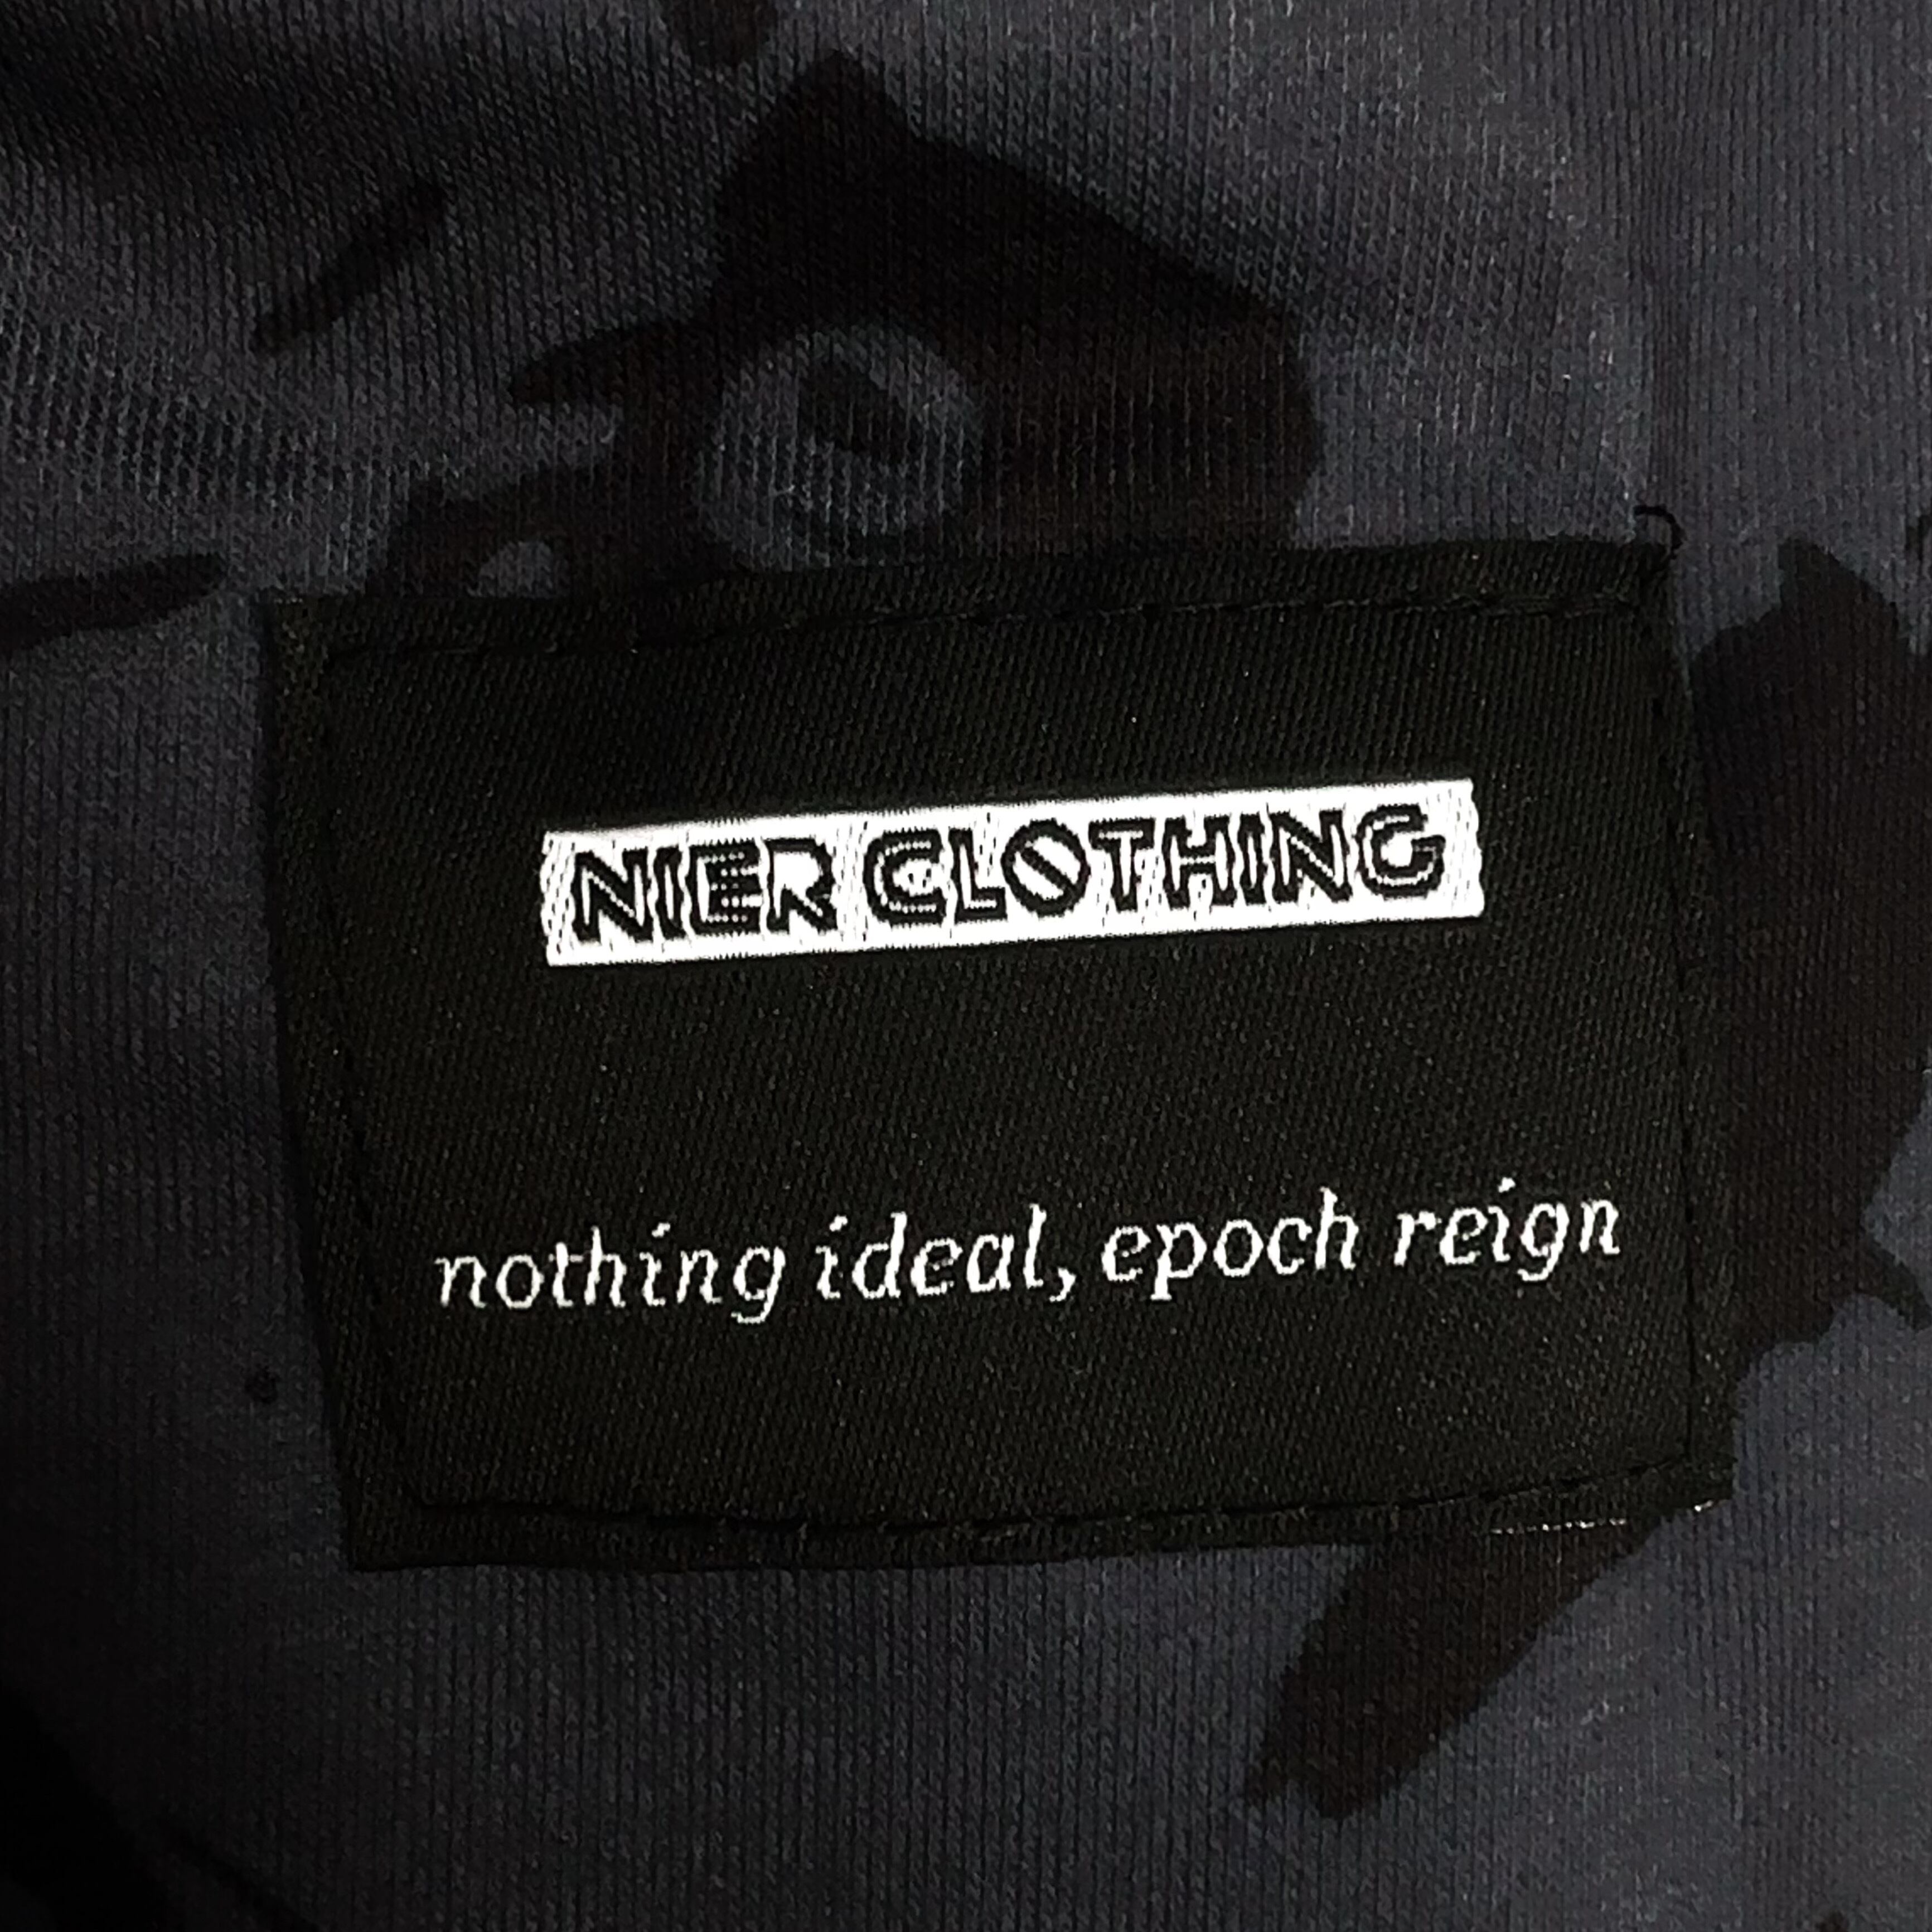 NIER CLOTHING
nothing ideal, epoch reign